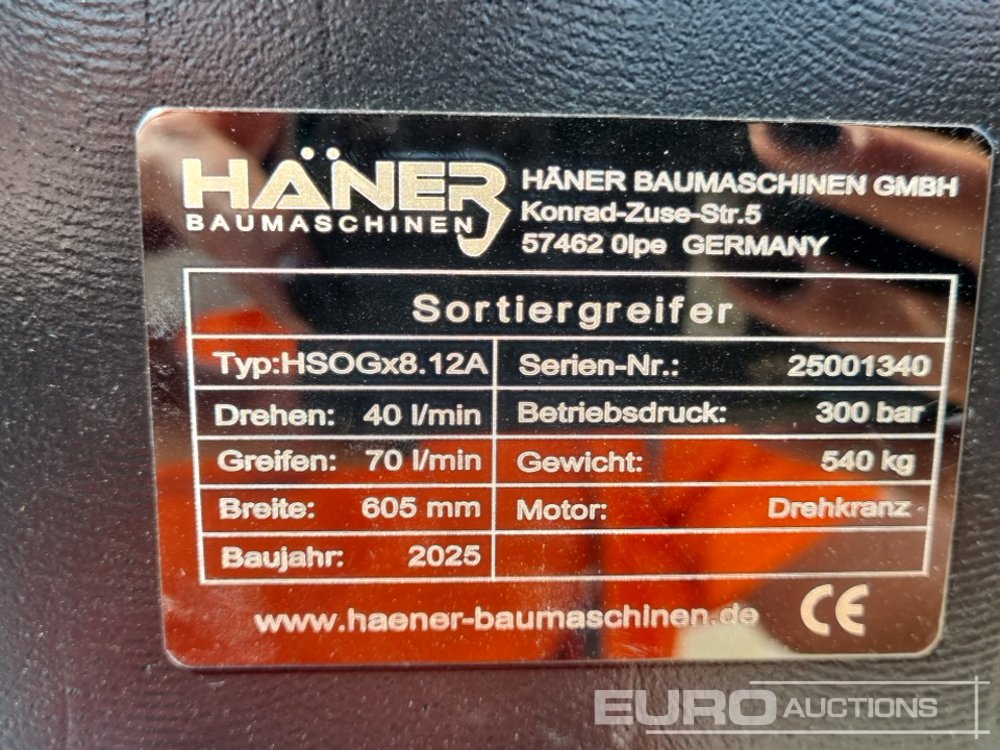 HÄNER
BAUMASCHINEN
HÄNER BAUMASCHINEN GMBH
Konrad-Zuse-Str.5
57462 Olpe GERMANY
Sortiergreifer
Typ:HSOGx8.12A Serien-Nr.: 25001340
Drehen: 40 l/min Betriebsdruck: 300 bar
Greifen: 70 l/min Gewicht: 540 kg
Breite: 605 mm Motor: Drehkranz
Baujahr: 2025
www.haener-baumaschinen.de CE
EURO AUCTIONS